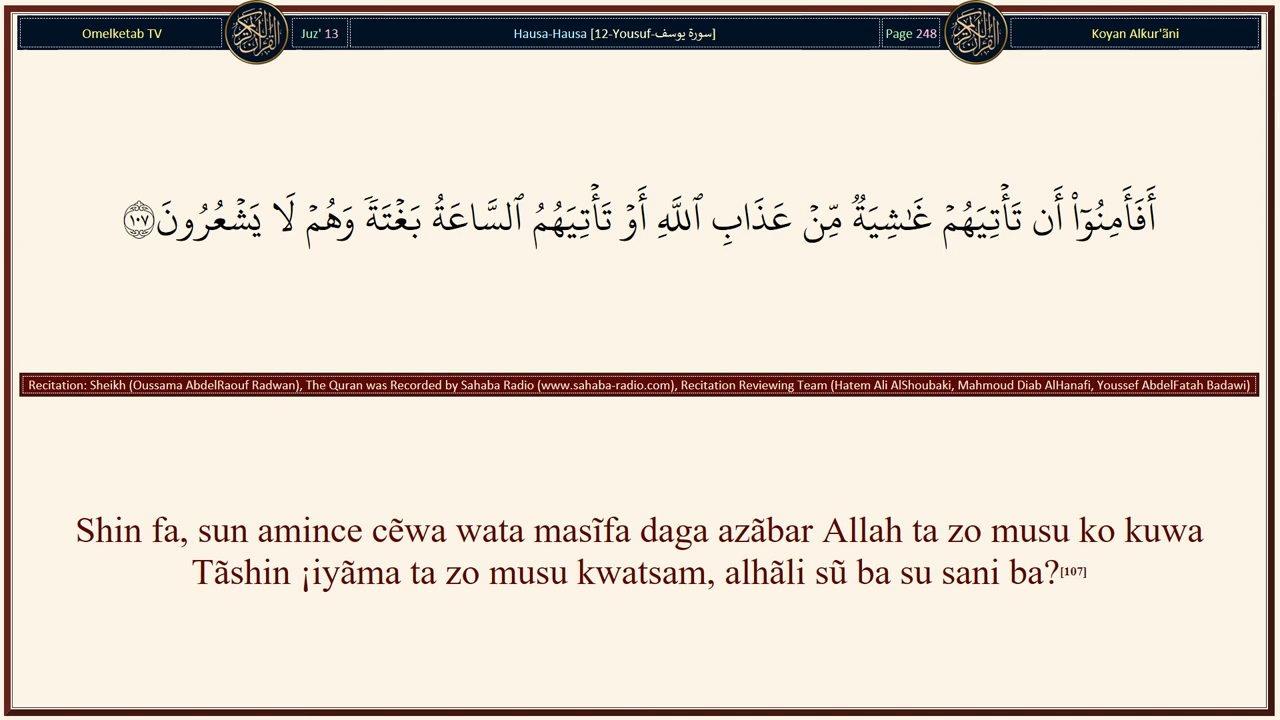 Omelketab TV
Juz' 13
Hausa-Hausa [12-Yousuf-سورة يوسف]
Page 248
Koyan Alkur'ãni
أَفَأَمِنُوٓا۟ أَن تَأۡتِيَهُمۡ غَـٰشِيَةࣱ مِّنۡ عَذَابِ ٱللَّهِ أَوۡ تَأۡتِيَهُمُ ٱلسَّاعَةُ بَغۡتَةࣰ وَهُمۡ لَا يَشۡعُرُونَ ١٠٧
Recitation: Sheikh (Oussama AbdelRaouf Radwan), The Quran was Recorded by Sahaba Radio (www.sahaba-radio.com), Recitation Reviewing Team (Hatem Ali AlShoubaki, Mahmoud Diab AlHanafi, Youssef AbdelFatah Badawi)
Shin fa, sun amince cẽwa wata masĩfa daga azãbar Allah ta zo musu ko kuwa
Tãshin ¡iyãma ta zo musu kwatsam, alhãli sũ ba su sani ba?[107]